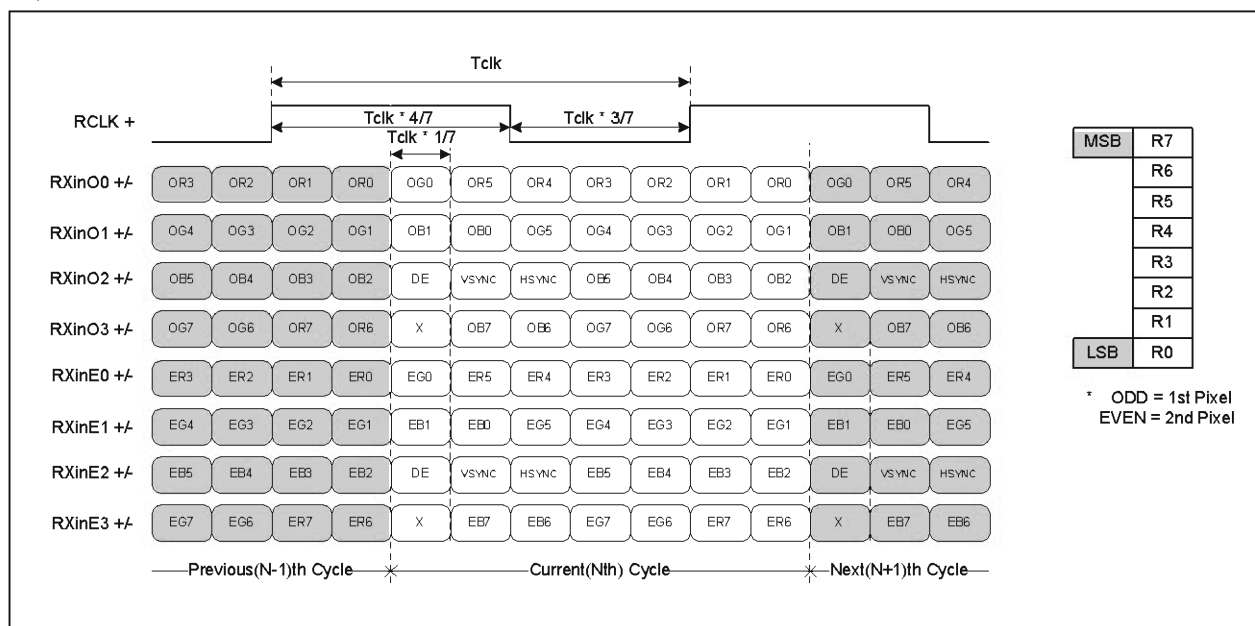 Tclk
RCLK +
Tclk * 4/7
Tclk * 3/7
Tclk * 1/7
RXinO0 +/- OR3 OR2 OR1 OR0 OG0 OR5 OR4 OR3 OR2 OR1 OR0 OG0 OR5 OR4
RXinO1 +/- OG4 OG3 OG2 OG1 OB1 OB0 OG5 OG4 OG3 OG2 OG1 OB1 OB0 OG5
RXinO2 +/- OB5 OB4 OB3 OB2 DE VSYNC HSYNC OB5 OB4 OB3 OB2 DE VSYNC HSYNC
RXinO3 +/- OG7 OG6 OR7 OR6 X OB7 OB6 OG7 OG6 OR7 OR6 X OB7 OB6
RXinE0 +/- ER3 ER2 ER1 ER0 EG0 ER5 ER4 ER3 ER2 ER1 ER0 EG0 ER5 ER4
RXinE1 +/- EG4 EG3 EG2 EG1 EB1 EB0 EG5 EG4 EG3 EG2 EG1 EB1 EB0 EG5
RXinE2 +/- EB5 EB4 EB3 EB2 DE VSYNC HSYNC EB5 EB4 EB3 EB2 DE VSYNC HSYNC
RXinE3 +/- EG7 EG6 ER7 ER6 X EB7 EB6 EG7 EG6 ER7 ER6 X EB7 EB6
Previous(N-1)th Cycle Current(Nth) Cycle Next(N+1)th Cycle
MSB R7
R6
R5
R4
R3
R2
R1
LSB R0
* ODD = 1st Pixel
EVEN = 2nd Pixel